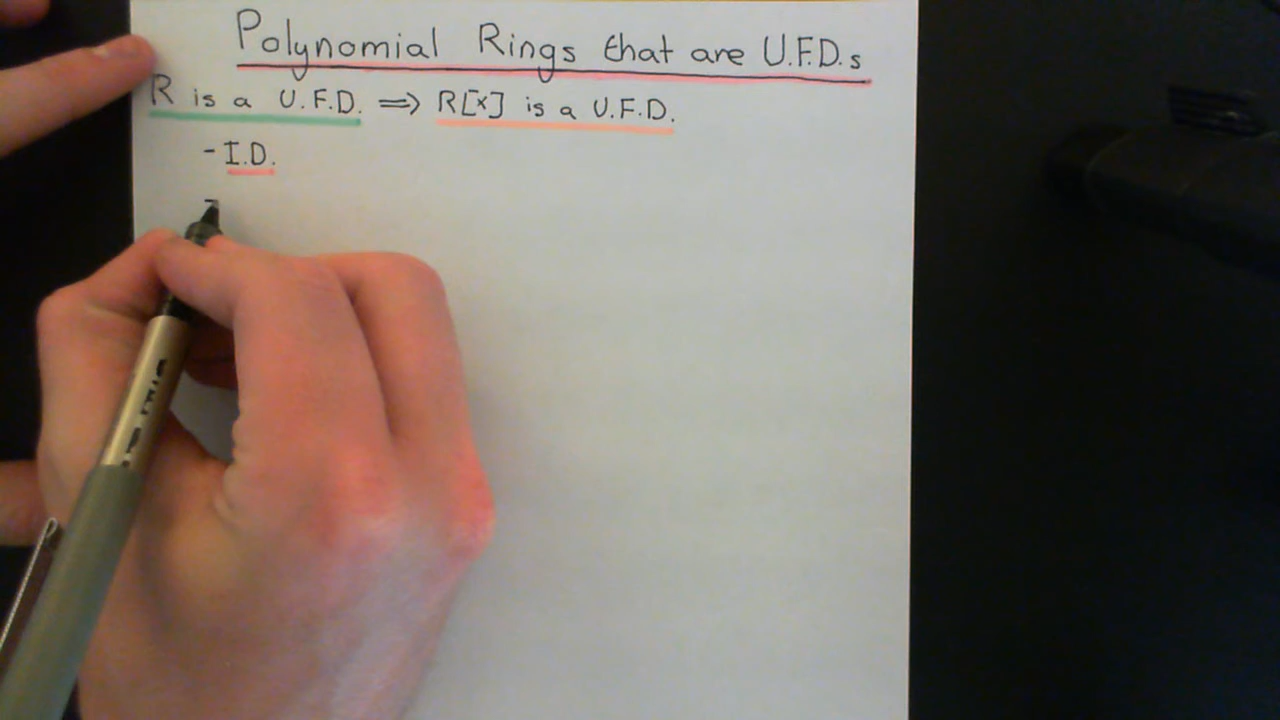 Polynomial Rings that are U.F.D.s
R is a U.F.D. ⟹ R[x] is a U.F.D.
- I.D.
-